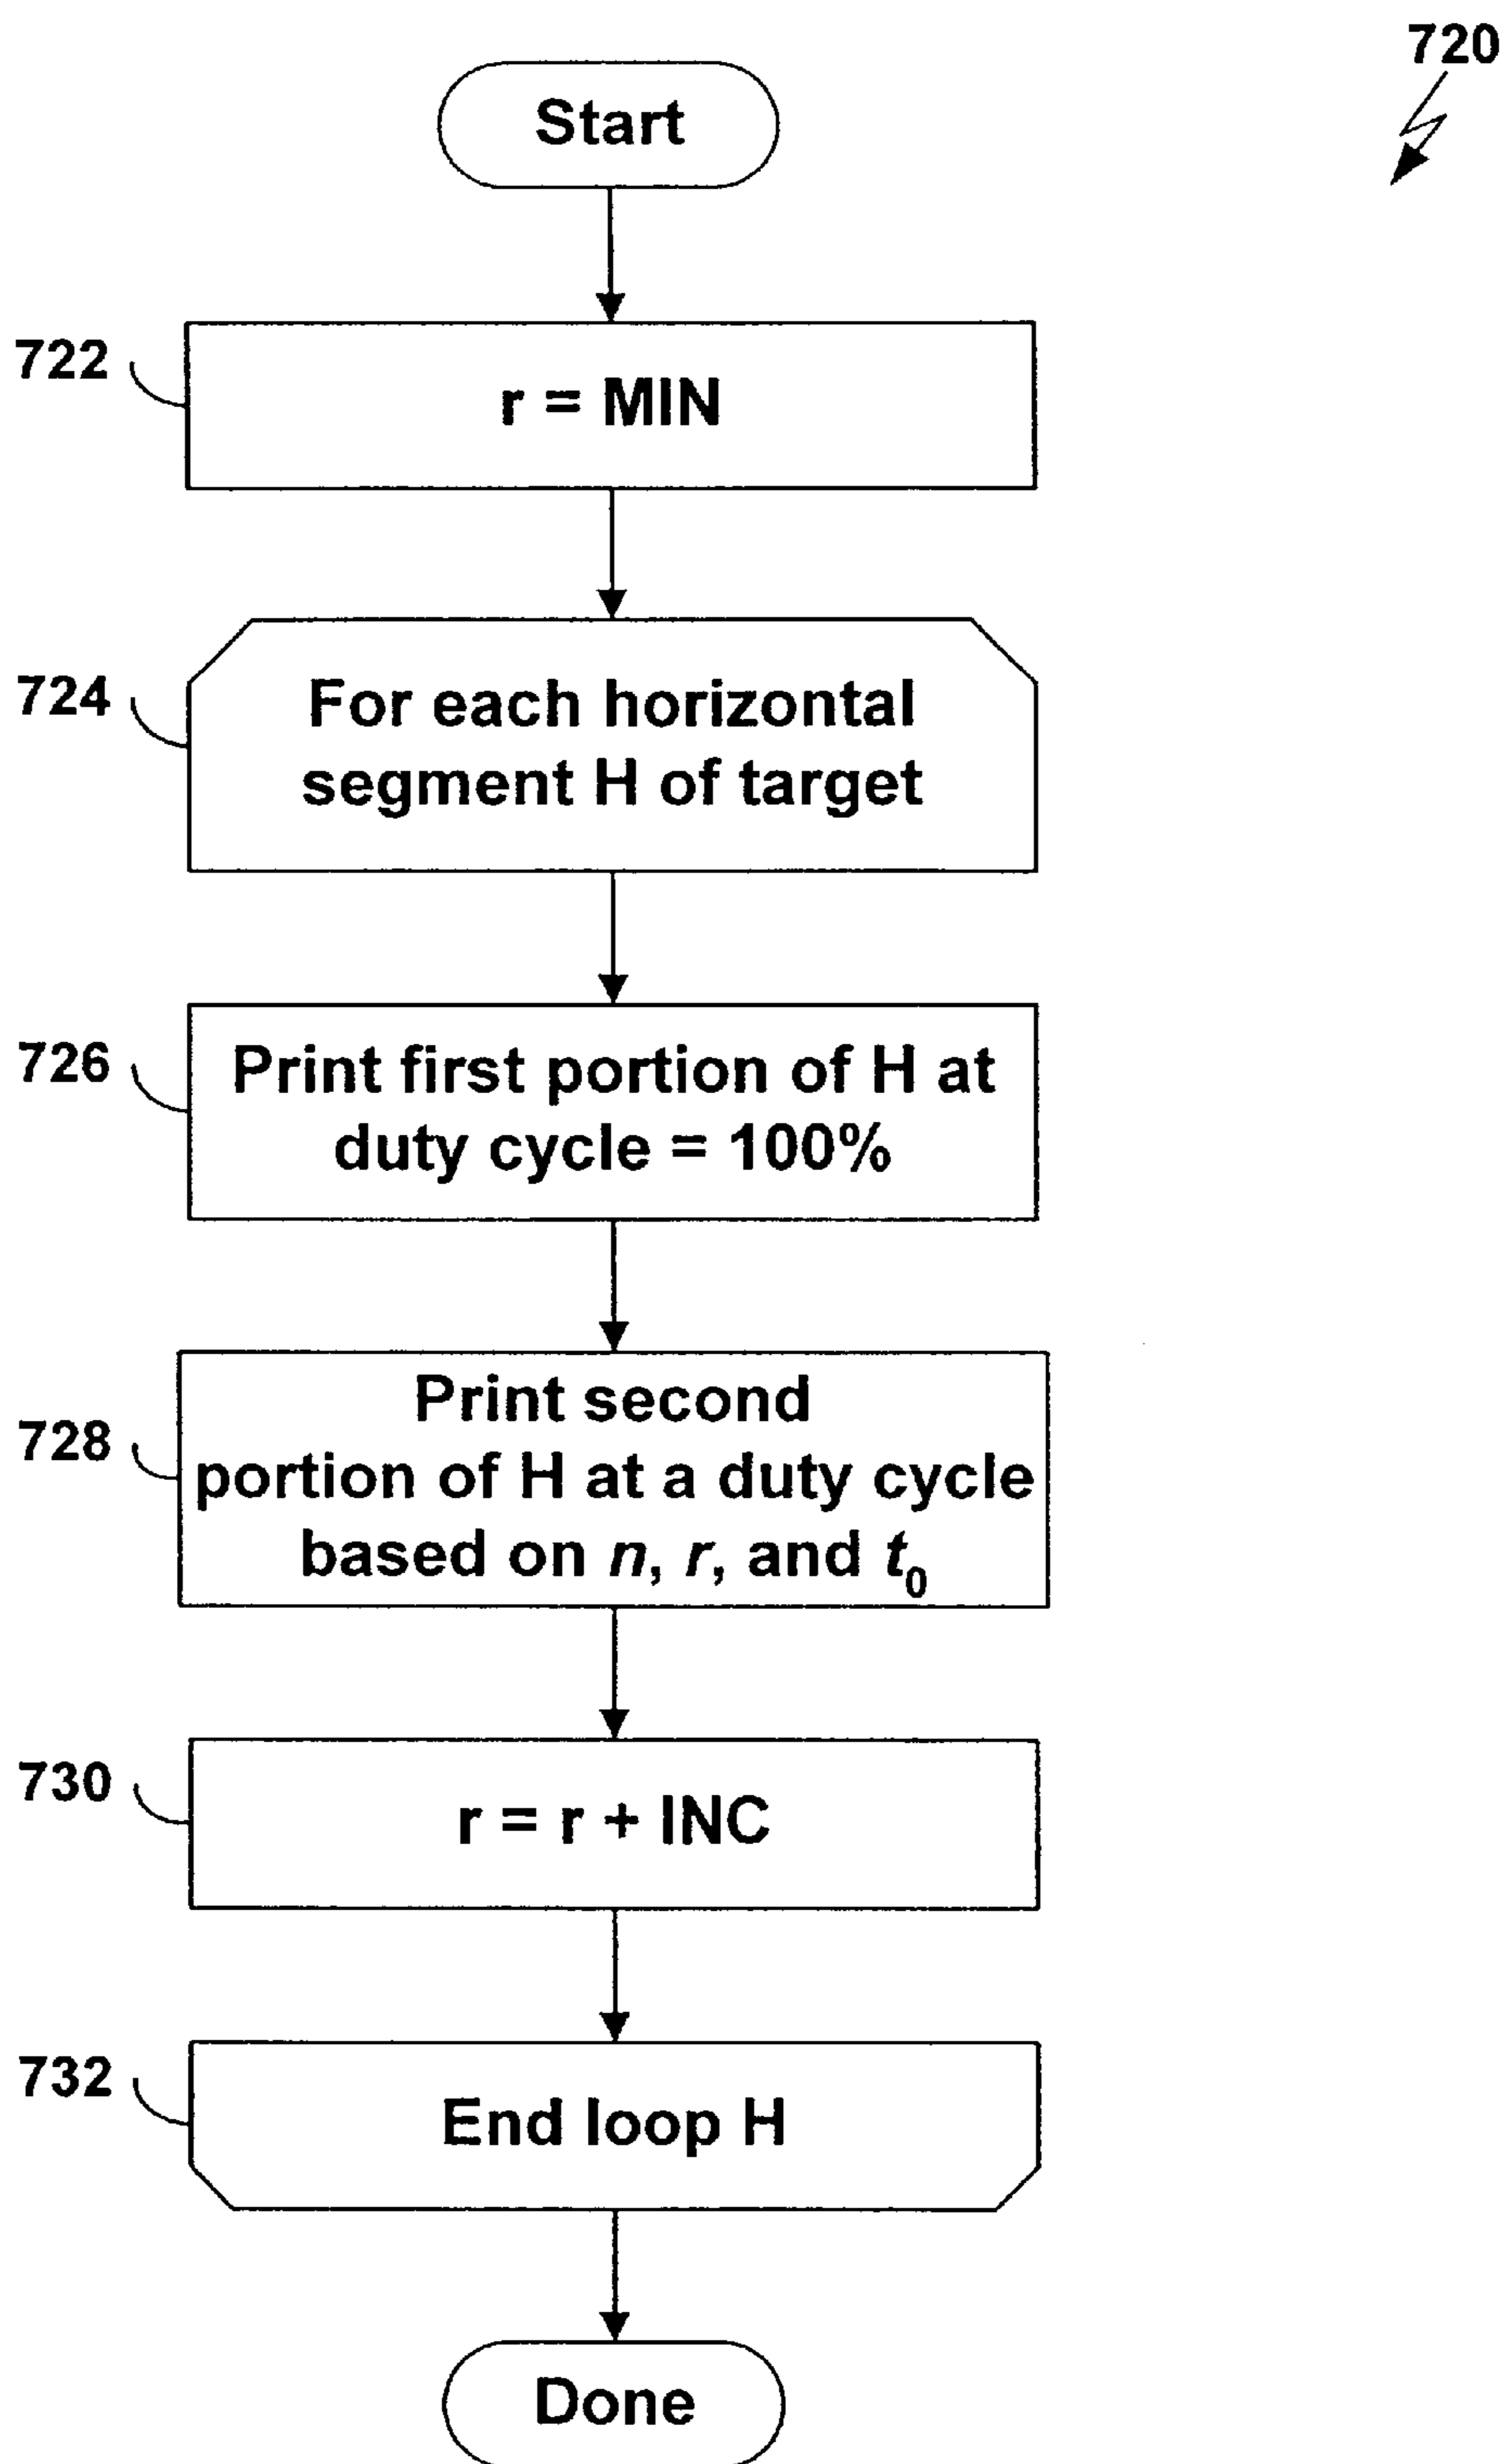 720
Start
722
r = MIN
724
For each horizontal
segment H of target
726
Print first portion of H at
duty cycle = 100%
728
Print second
portion of H at a duty cycle
based on n, r, and t0
730
r = r + INC
732
End loop H
Done